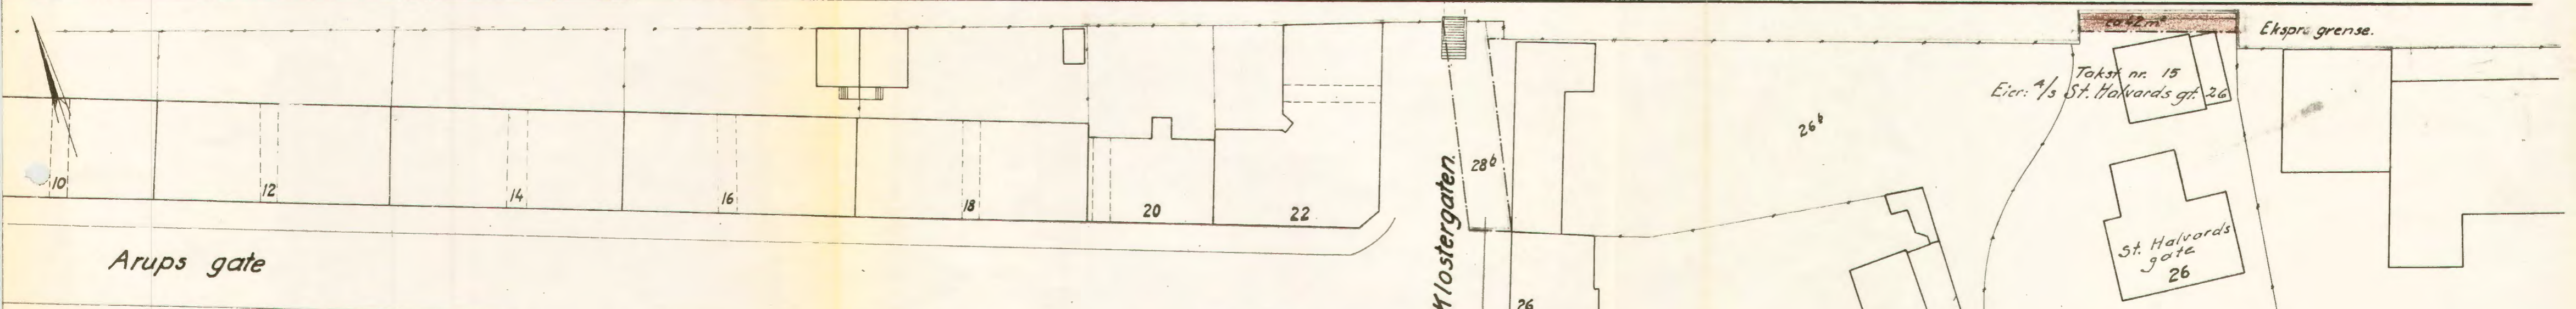 ca 42 m²
Ekspr. grense.
Takst nr. 15
Eier: A/S St. Halvards gt. 26
26b
28b
10
12
14
16
18
20
22
Klostergaten.
St. Halvards
gate
26
Arups gate
26